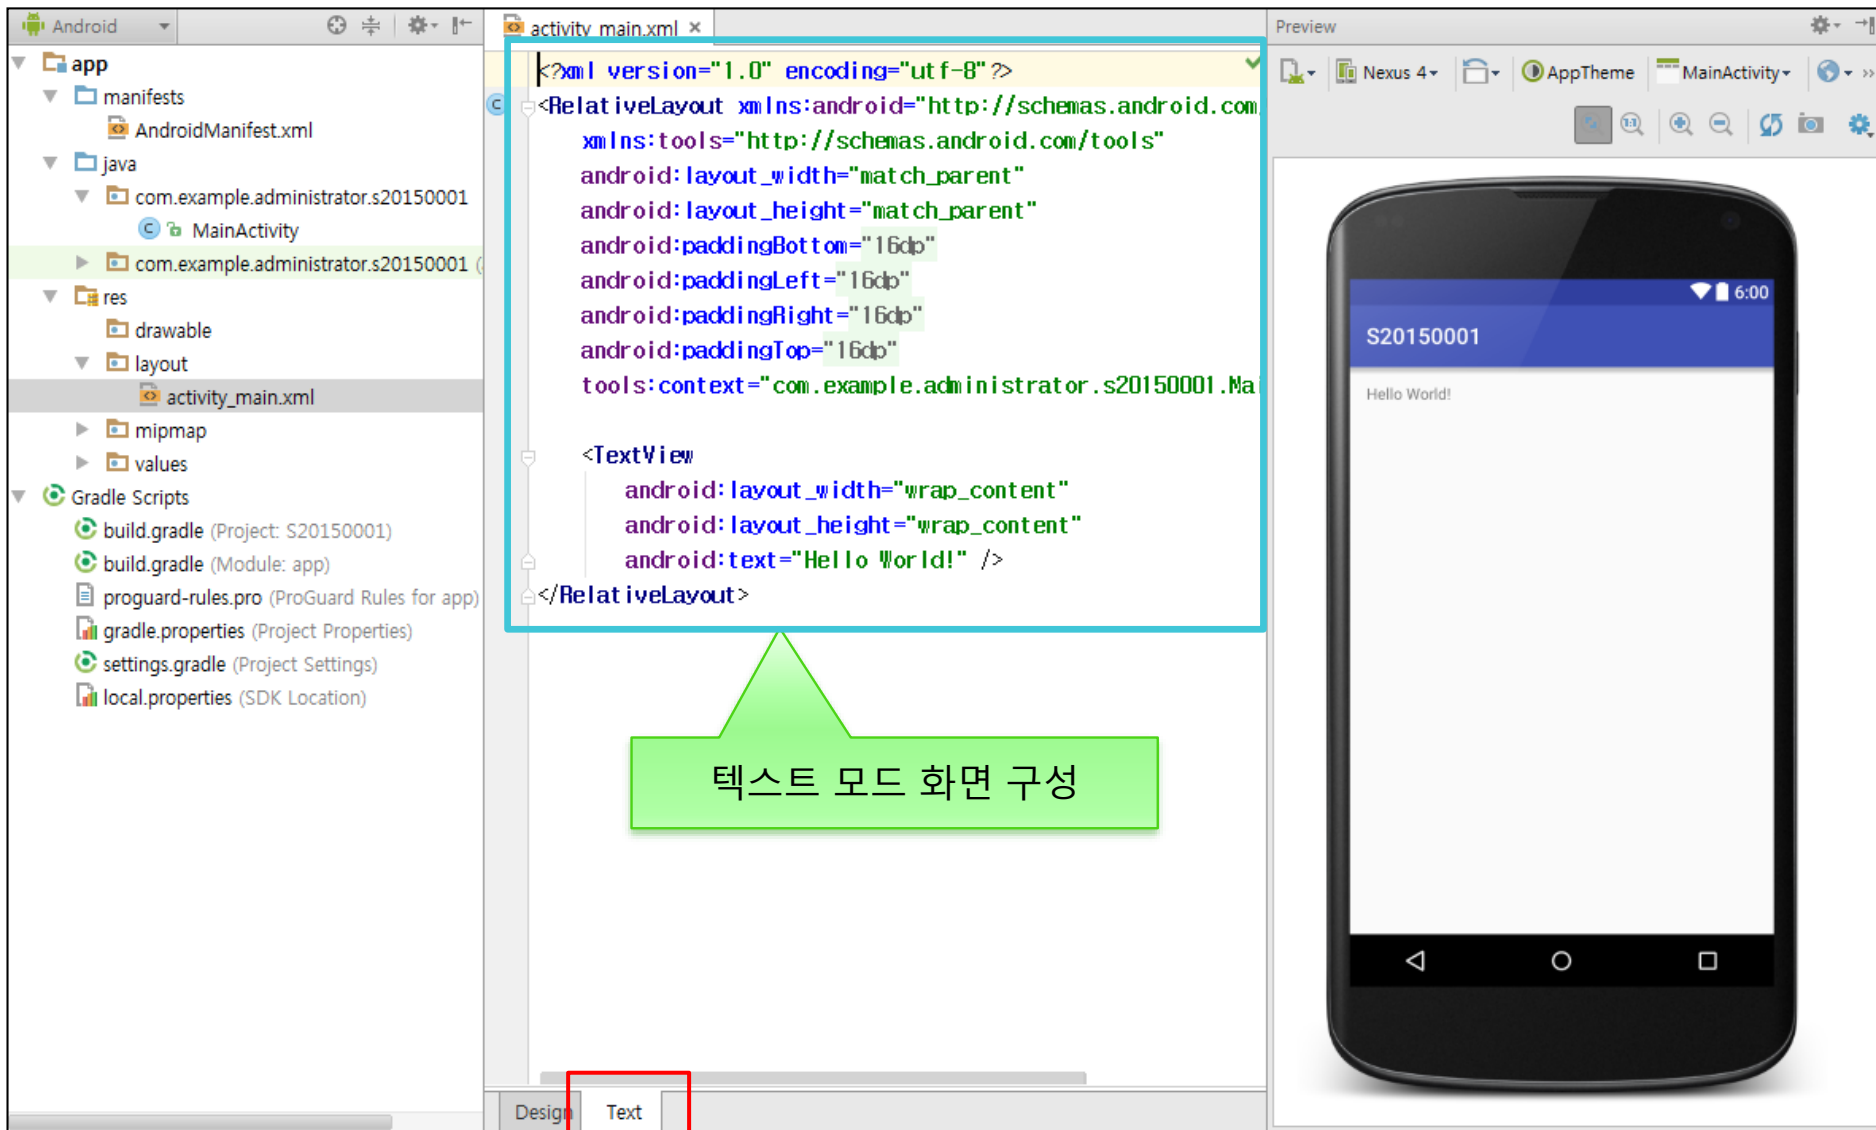 Android
app
manifests
AndroidManifest.xml
java
com.example.administrator.s20150001
MainActivity
com.example.administrator.s20150001 (
res
drawable
layout
activity_main.xml
mipmap
values
Gradle Scripts
build.gradle (Project: S20150001)
build.gradle (Module: app)
proguard-rules.pro (ProGuard Rules for app)
gradle.properties (Project Properties)
settings.gradle (Project Settings)
local.properties (SDK Location)
activity_main.xml ×
<?xml version="1.0" encoding="utf-8"?>
<RelativeLayout xmlns:android="http://schemas.android.com/
xmlns:tools="http://schemas.android.com/tools"
android:layout_width="match_parent"
android:layout_height="match_parent"
android:paddingBottom="16dp"
android:paddingLeft="16dp"
android:paddingRight="16dp"
android:paddingTop="16dp"
tools:context="com.example.administrator.s20150001.Mai
<TextView
android:layout_width="wrap_content"
android:layout_height="wrap_content"
android:text="Hello World!" />
</RelativeLayout>
텍스트 모드 화면 구성
Design Text
Preview
Nexus 4 AppTheme MainActivity
1:1
6:00
S20150001
Hello World!